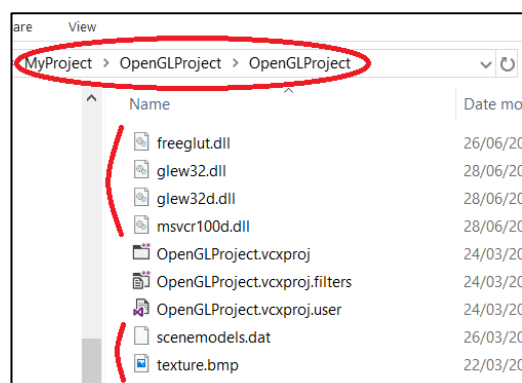 are View
MyProject > OpenGLProject > OpenGLProject
Name Date mo
freeglut.dll 26/06/20
glew32.dll 28/06/20
glew32d.dll 28/06/20
msvcr100d.dll 28/06/20
OpenGLProject.vcxproj 24/03/20
OpenGLProject.vcxproj.filters 24/03/20
OpenGLProject.vcxproj.user 24/03/20
scenemodels.dat 26/03/20
texture.bmp 22/03/20